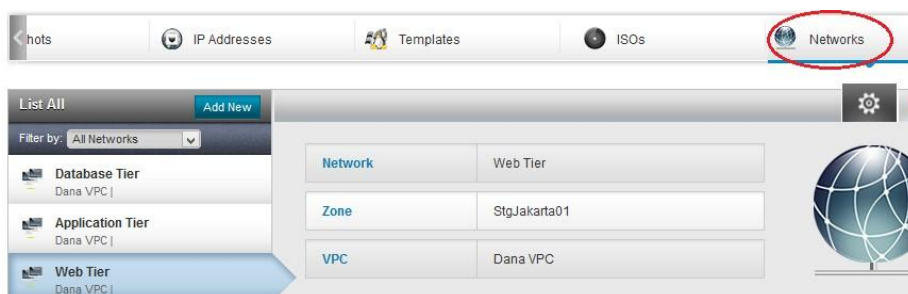 hots IP Addresses Templates ISOs Networks
List All Add New
Filter by: All Networks
Database Tier
Dana VPC |
Application Tier
Dana VPC |
Web Tier
Dana VPC |
Network Web Tier
Zone StgJakarta01
VPC Dana VPC